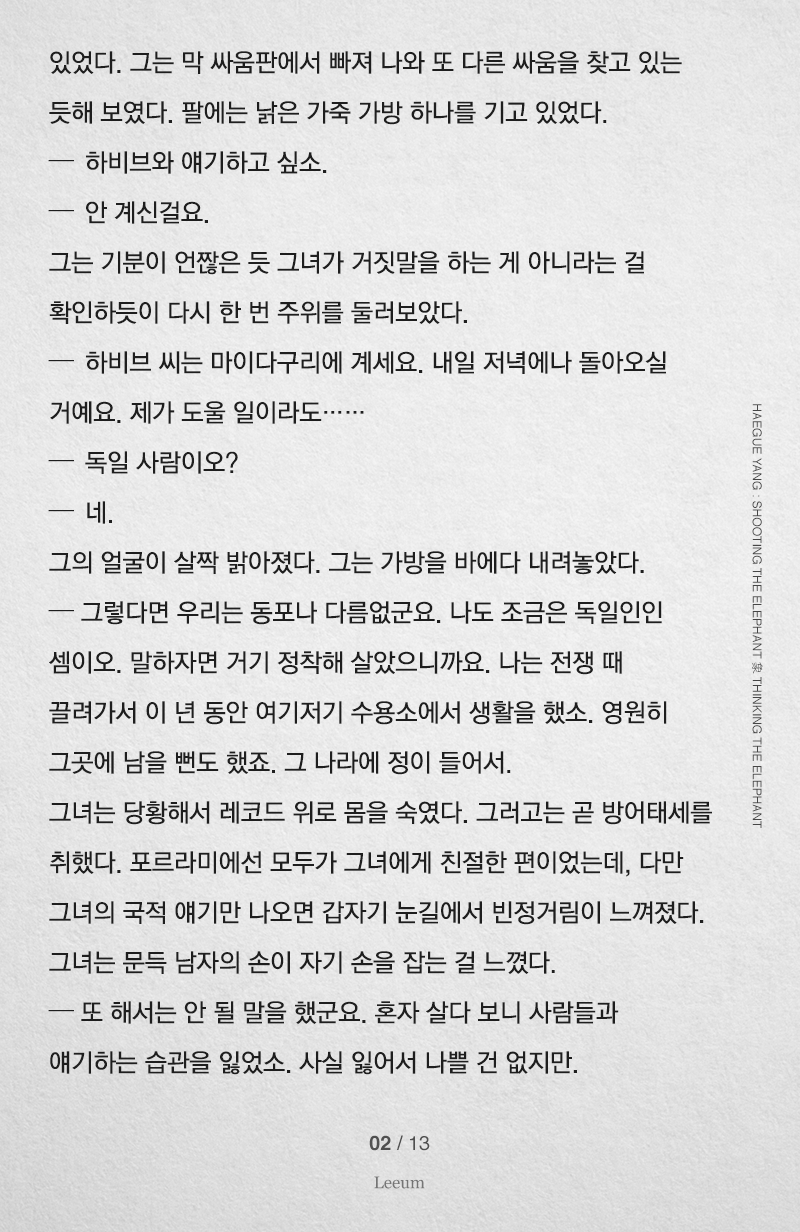 있었다. 그는 막 싸움판에서 빠져 나와 또 다른 싸움을 찾고 있는
듯해 보였다. 팔에는 낡은 가죽 가방 하나를 기고 있었다.
— 하비브와 얘기하고 싶소.
— 안 계신걸요.
그는 기분이 언짢은 듯 그녀가 거짓말을 하는 게 아니라는 걸
확인하듯이 다시 한 번 주위를 둘러보았다.
— 하비브 씨는 마이다구리에 계세요. 내일 저녁에나 돌아오실
거예요. 제가 도울 일이라도……
— 독일 사람이오?
— 네.
그의 얼굴이 살짝 밝아졌다. 그는 가방을 바에다 내려놓았다.
— 그렇다면 우리는 동포나 다름없군요. 나도 조금은 독일인인
셈이오. 말하자면 거기 정착해 살았으니까요. 나는 전쟁 때
끌려가서 이 년 동안 여기저기 수용소에서 생활을 했소. 영원히
그곳에 남을 뻔도 했죠. 그 나라에 정이 들어서.
그녀는 당황해서 레코드 위로 몸을 숙였다. 그러고는 곧 방어태세를
취했다. 포르라미에선 모두가 그녀에게 친절한 편이었는데, 다만
그녀의 국적 얘기만 나오면 갑자기 눈길에서 빈정거림이 느껴졌다.
그녀는 문득 남자의 손이 자기 손을 잡는 걸 느꼈다.
— 또 해서는 안 될 말을 했군요. 혼자 살다 보니 사람들과
얘기하는 습관을 잃었소. 사실 잃어서 나쁠 건 없지만.
HAEGUE YANG : SHOOTING THE ELEPHANT 象 THINKING THE ELEPHANT
02 / 13
Leeum